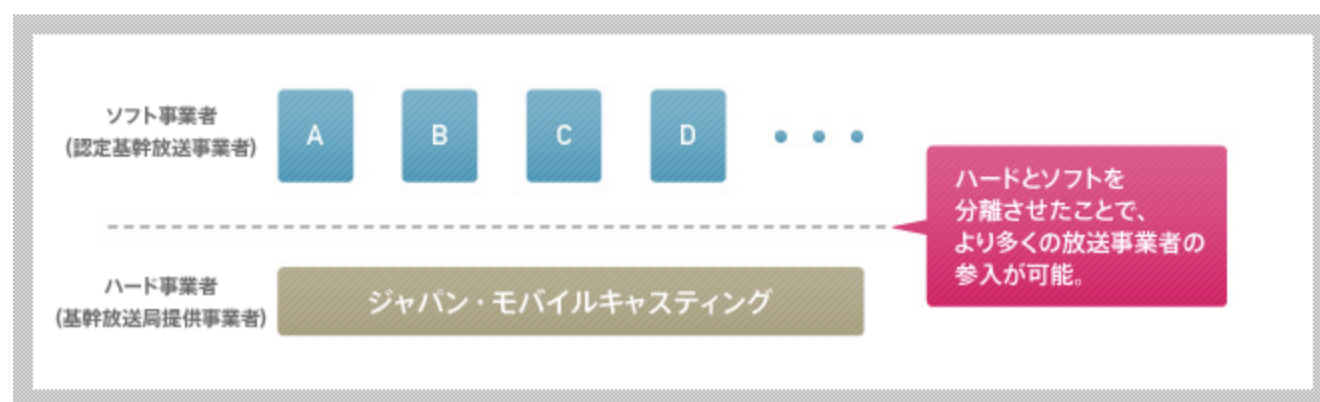 ソフト事業者
(認定基幹放送事業者)
A
B
C
D
ハードとソフトを
分離させたことで、
より多くの放送事業者の
参入が可能。
ハード事業者
(基幹放送局提供事業者)
ジャパン・モバイルキャスティング